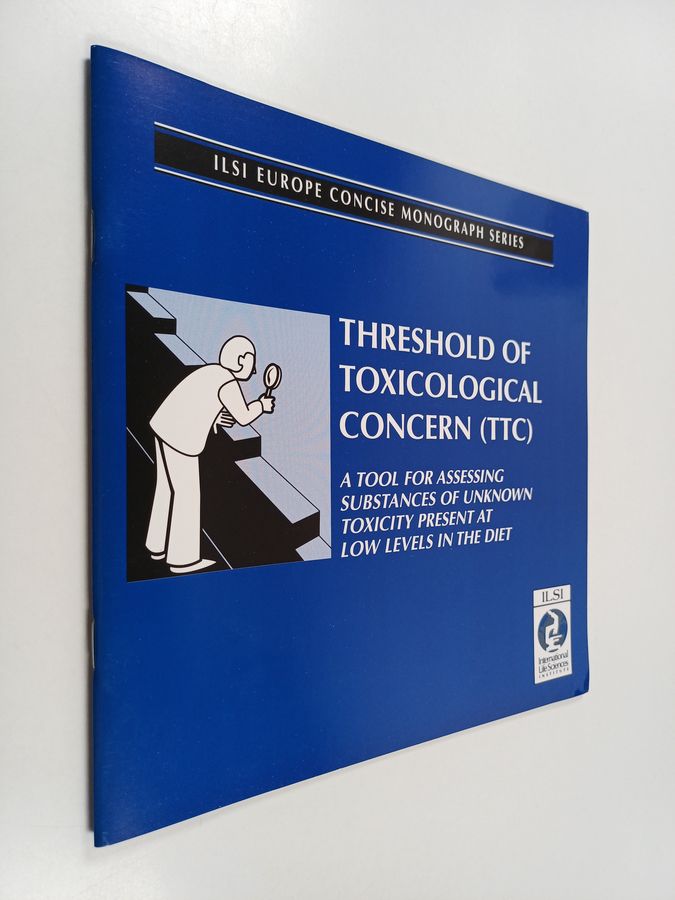 ILSI EUROPE CONCISE MONOGRAPH SERIES
THRESHOLD OF
TOXICOLOGICAL
CONCERN (TTC)
A TOOL FOR ASSESSING
SUBSTANCES OF UNKNOWN
TOXICITY PRESENT AT
LOW LEVELS IN THE DIET
ILSI
International
Life Sciences
INSTITUTE